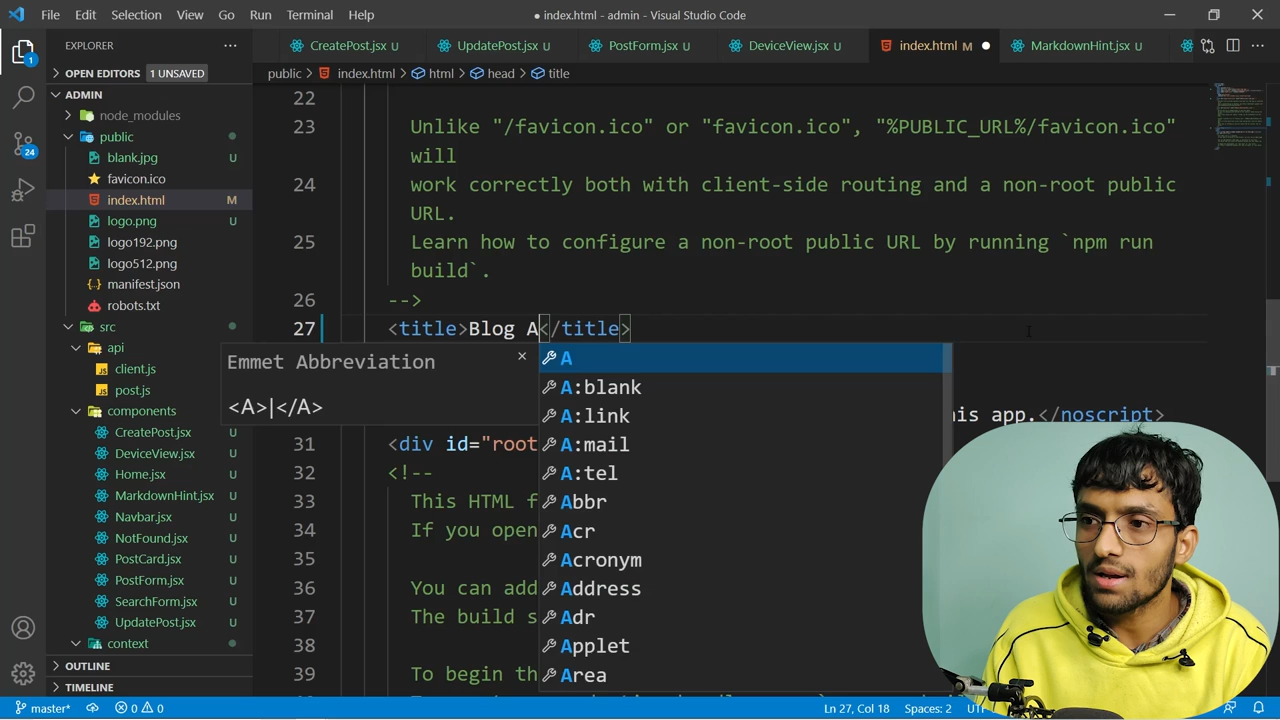 File Edit Selection View Go Run Terminal Help
● index.html - admin - Visual Studio Code
EXPLORER
CreatePost.jsx U
UpdatePost.jsx U
PostForm.jsx U
DeviceView.jsx U
index.html M
MarkdownHint.jsx U
OPEN EDITORS 1 UNSAVED
public > index.html > html > head > title
ADMIN
node_modules
public
blank.jpg U
favicon.ico
index.html M
logo.png U
logo192.png
logo512.png
manifest.json
robots.txt
src
api
client.js U
post.js U
components
CreatePost.jsx U
DeviceView.jsx U
Home.jsx U
MarkdownHint.jsx U
Navbar.jsx U
NotFound.jsx U
PostCard.jsx U
PostForm.jsx U
SearchForm.jsx U
UpdatePost.jsx U
context
OUTLINE
TIMELINE
1
24
22
23 Unlike "/favicon.ico" or "favicon.ico", "%PUBLIC_URL%/favicon.ico"
will
24 work correctly both with client-side routing and a non-root public
URL.
25 Learn how to configure a non-root public URL by running `npm run
build`.
26 -->
27 <title>Blog A</title>
Emmet Abbreviation
<A>|</A>
A
A:blank
A:link
A:mail
A:tel
Abbr
Acr
Acronym
Address
Adr
Applet
Area
app.</noscript>
31 <div id="root
32 <!--
33 This HTML f
34 If you open
35
36 You can add
37 The build s
38
39 To begin th
master* 0 0
Ln 27, Col 18 Spaces: 2